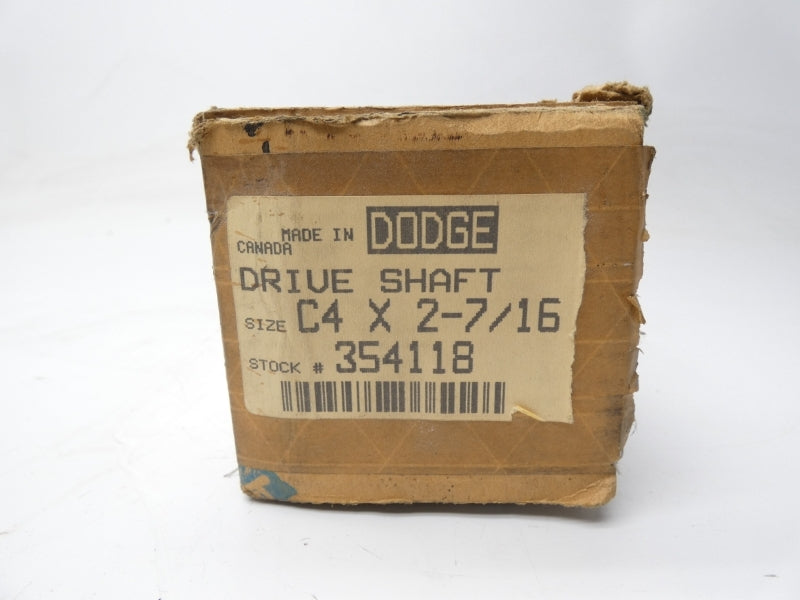 MADE IN DODGE
CANADA
DRIVE SHAFT
SIZE C4 X 2-7/16
STOCK # 354118